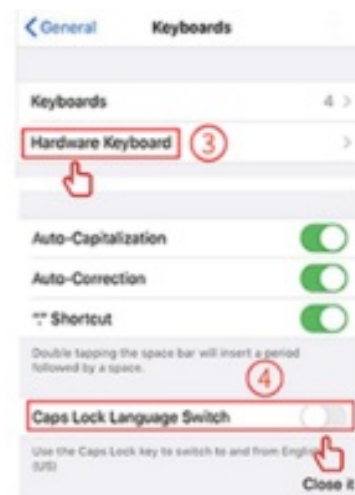 General Keyboards
Keyboards 4
Hardware Keyboard ③
Auto-Capitalization
Auto-Correction
"." Shortcut
Double tapping the space bar will insert a period
followed by a space.
④
Caps Lock Language Switch
Use the Caps Lock key to switch to and from English
(US)
Close it